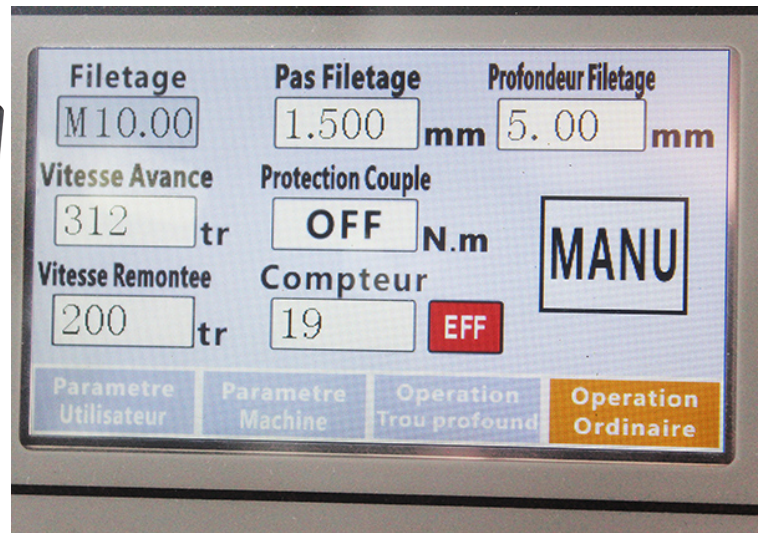 Filetage Pas Filetage Profondeur Filetage
M10.00 1.500 mm 5.00 mm
Vitesse Avance Protection Couple
312 tr OFF N.m MANU
Vitesse Remontee Compteur
200 tr 19 EFF
Parametre Utilisateur
Parametre Machine
Operation Trou profound
Operation Ordinaire